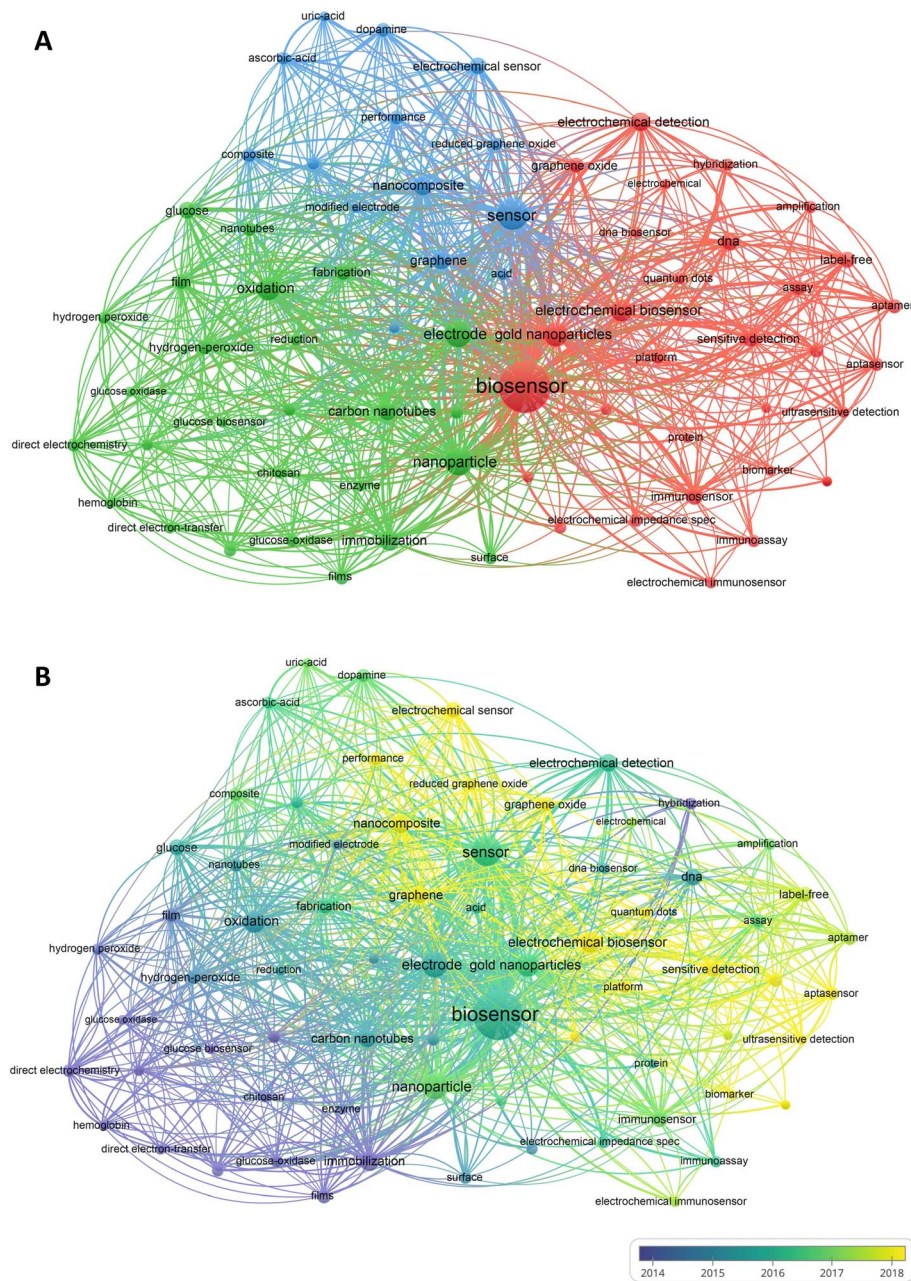 A
uric-acid
dopamine
ascorbic-acid
electrochemical sensor
performance
electrochemical detection
reduced graphene oxide
composite
graphene oxide
hybridization
nanocomposite
electrochemical
modified electrode
amplification
glucose
sensor
nanotubes
dna biosensor
dna
graphene
label-free
fabrication
acid
quantum dots
film
oxidation
assay
aptamer
hydrogen peroxide
electrochemical biosensor
electrode
gold nanoparticles
reduction
sensitive detection
hydrogen-peroxide
platform
aptasensor
biosensor
glucose oxidase
carbon nanotubes
ultrasensitive detection
glucose biosensor
protein
direct electrochemistry
nanoparticle
biomarker
chitosan
enzyme
immunosensor
hemoglobin
electrochemical impedance spec
direct electron-transfer
glucose-oxidase
immobilization
immunoassay
surface
films
electrochemical immunosensor
B
uric-acid
dopamine
ascorbic-acid
electrochemical sensor
performance
electrochemical detection
reduced graphene oxide
composite
graphene oxide
hybridization
nanocomposite
electrochemical
modified electrode
amplification
glucose
sensor
nanotubes
dna biosensor
dna
graphene
label-free
fabrication
acid
quantum dots
film
oxidation
assay
aptamer
hydrogen peroxide
electrochemical biosensor
electrode
gold nanoparticles
reduction
sensitive detection
hydrogen-peroxide
platform
aptasensor
biosensor
glucose oxidase
carbon nanotubes
ultrasensitive detection
glucose biosensor
protein
direct electrochemistry
nanoparticle
biomarker
chitosan
enzyme
immunosensor
hemoglobin
electrochemical impedance spec
direct electron-transfer
glucose-oxidase
immobilization
immunoassay
surface
films
electrochemical immunosensor
2014 2015 2016 2017 2018